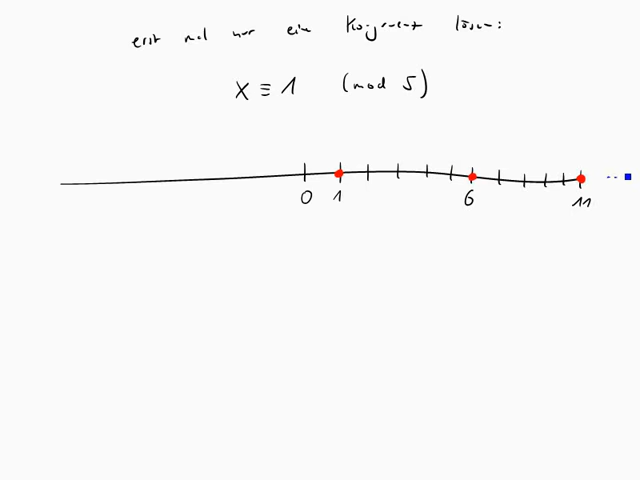 erst mal nur eine Kongruenz lösen:
X ≡ 1 (mod 5)
0 1 6 11